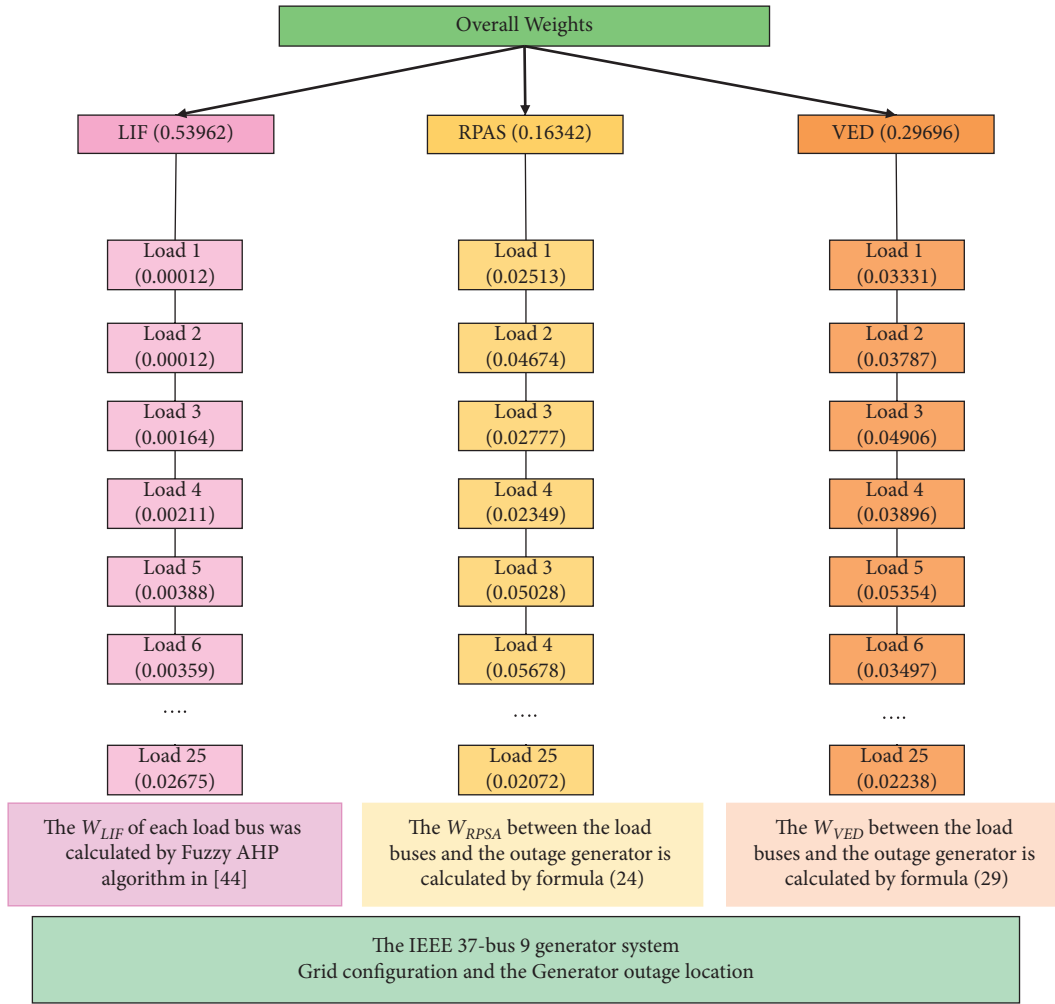 Overall Weights
LIF (0.53962)
RPAS (0.16342)
VED (0.29696)
Load 1
(0.00012)
Load 2
(0.00012)
Load 3
(0.00164)
Load 4
(0.00211)
Load 5
(0.00388)
Load 6
(0.00359)
....
Load 25
(0.02675)
The W_LIF of each load bus was
calculated by Fuzzy AHP
algorithm in [44]
Load 1
(0.02513)
Load 2
(0.04674)
Load 3
(0.02777)
Load 4
(0.02349)
Load 3
(0.05028)
Load 4
(0.05678)
....
Load 25
(0.02072)
The W_RPSA between the load
buses and the outage generator is
calculated by formula (24)
Load 1
(0.03331)
Load 2
(0.03787)
Load 3
(0.04906)
Load 4
(0.03896)
Load 5
(0.05354)
Load 6
(0.03497)
....
Load 25
(0.02238)
The W_VED between the load
buses and the outage generator is
calculated by formula (29)
The IEEE 37-bus 9 generator system
Grid configuration and the Generator outage location